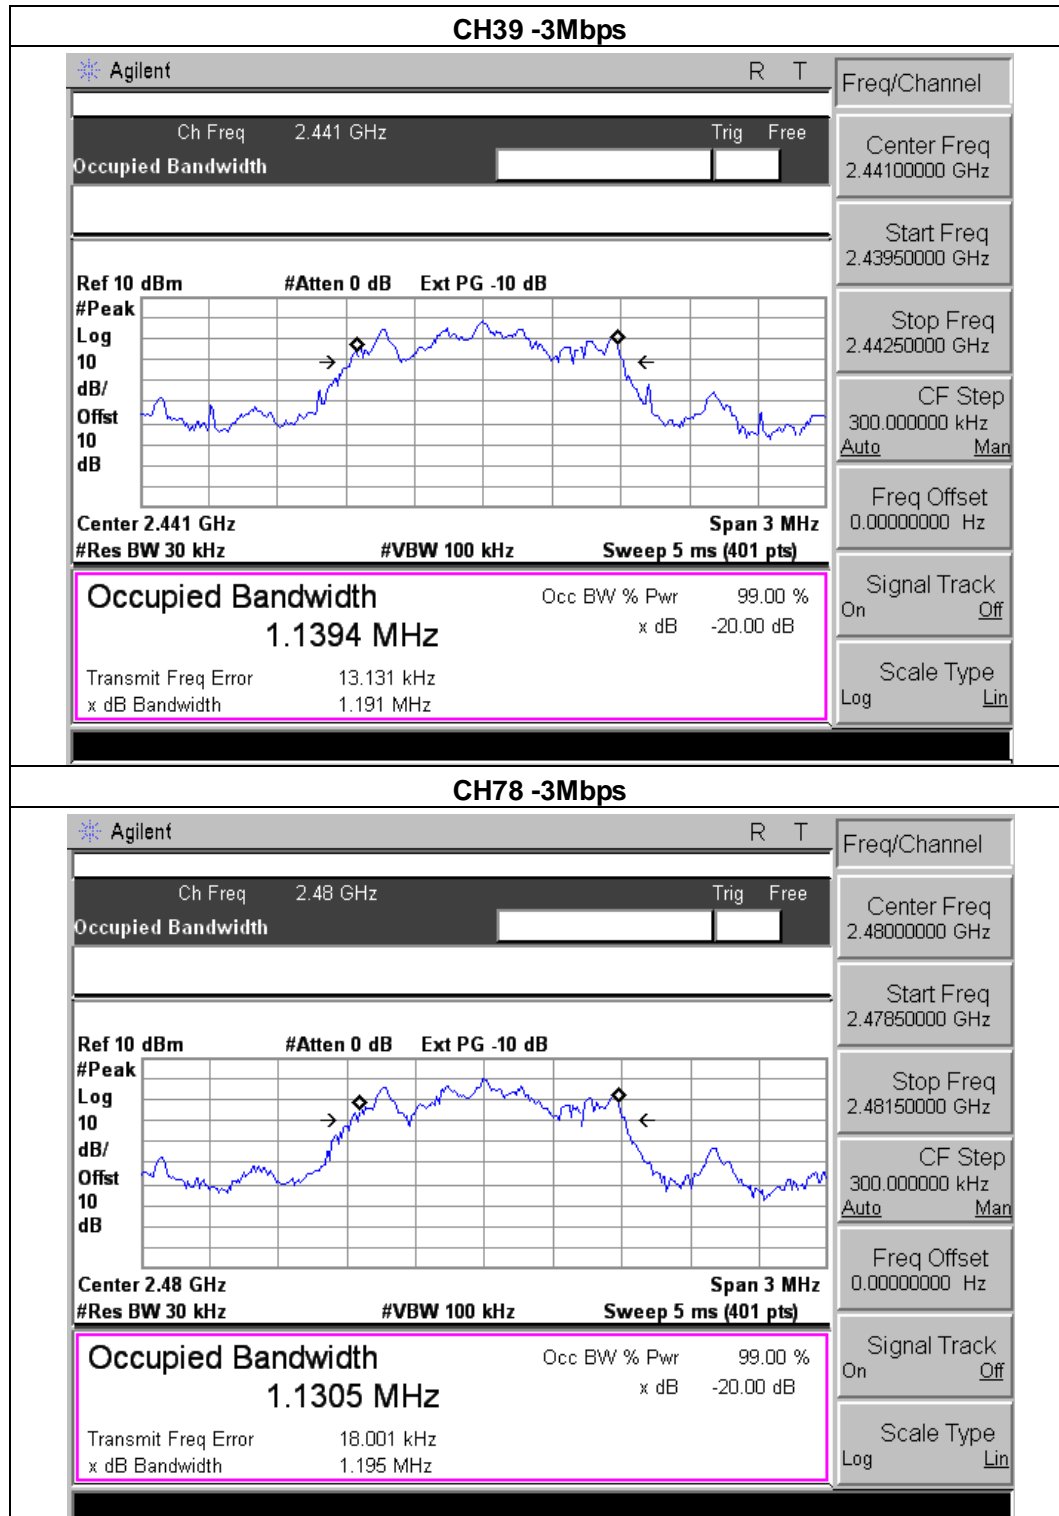 CH39 -3Mbps
Agilent R T
Ch Freq 2.441 GHz Trig Free
Occupied Bandwidth
Ref 10 dBm #Atten 0 dB Ext PG -10 dB
#Peak
Log
10
dB/
Offst
10
dB
Center 2.441 GHz Span 3 MHz
#Res BW 30 kHz #VBW 100 kHz Sweep 5 ms (401 pts)
Occupied Bandwidth Occ BW % Pwr 99.00 %
1.1394 MHz x dB -20.00 dB
Transmit Freq Error 13.131 kHz
x dB Bandwidth 1.191 MHz
Freq/Channel
Center Freq
2.44100000 GHz
Start Freq
2.43950000 GHz
Stop Freq
2.44250000 GHz
CF Step
300.000000 kHz
Auto Man
Freq Offset
0.00000000 Hz
Signal Track
On Off
Scale Type
Log Lin
CH78 -3Mbps
Agilent R T
Ch Freq 2.48 GHz Trig Free
Occupied Bandwidth
Ref 10 dBm #Atten 0 dB Ext PG -10 dB
#Peak
Log
10
dB/
Offst
10
dB
Center 2.48 GHz Span 3 MHz
#Res BW 30 kHz #VBW 100 kHz Sweep 5 ms (401 pts)
Occupied Bandwidth Occ BW % Pwr 99.00 %
1.1305 MHz x dB -20.00 dB
Transmit Freq Error 18.001 kHz
x dB Bandwidth 1.195 MHz
Freq/Channel
Center Freq
2.48000000 GHz
Start Freq
2.47850000 GHz
Stop Freq
2.48150000 GHz
CF Step
300.000000 kHz
Auto Man
Freq Offset
0.00000000 Hz
Signal Track
On Off
Scale Type
Log Lin